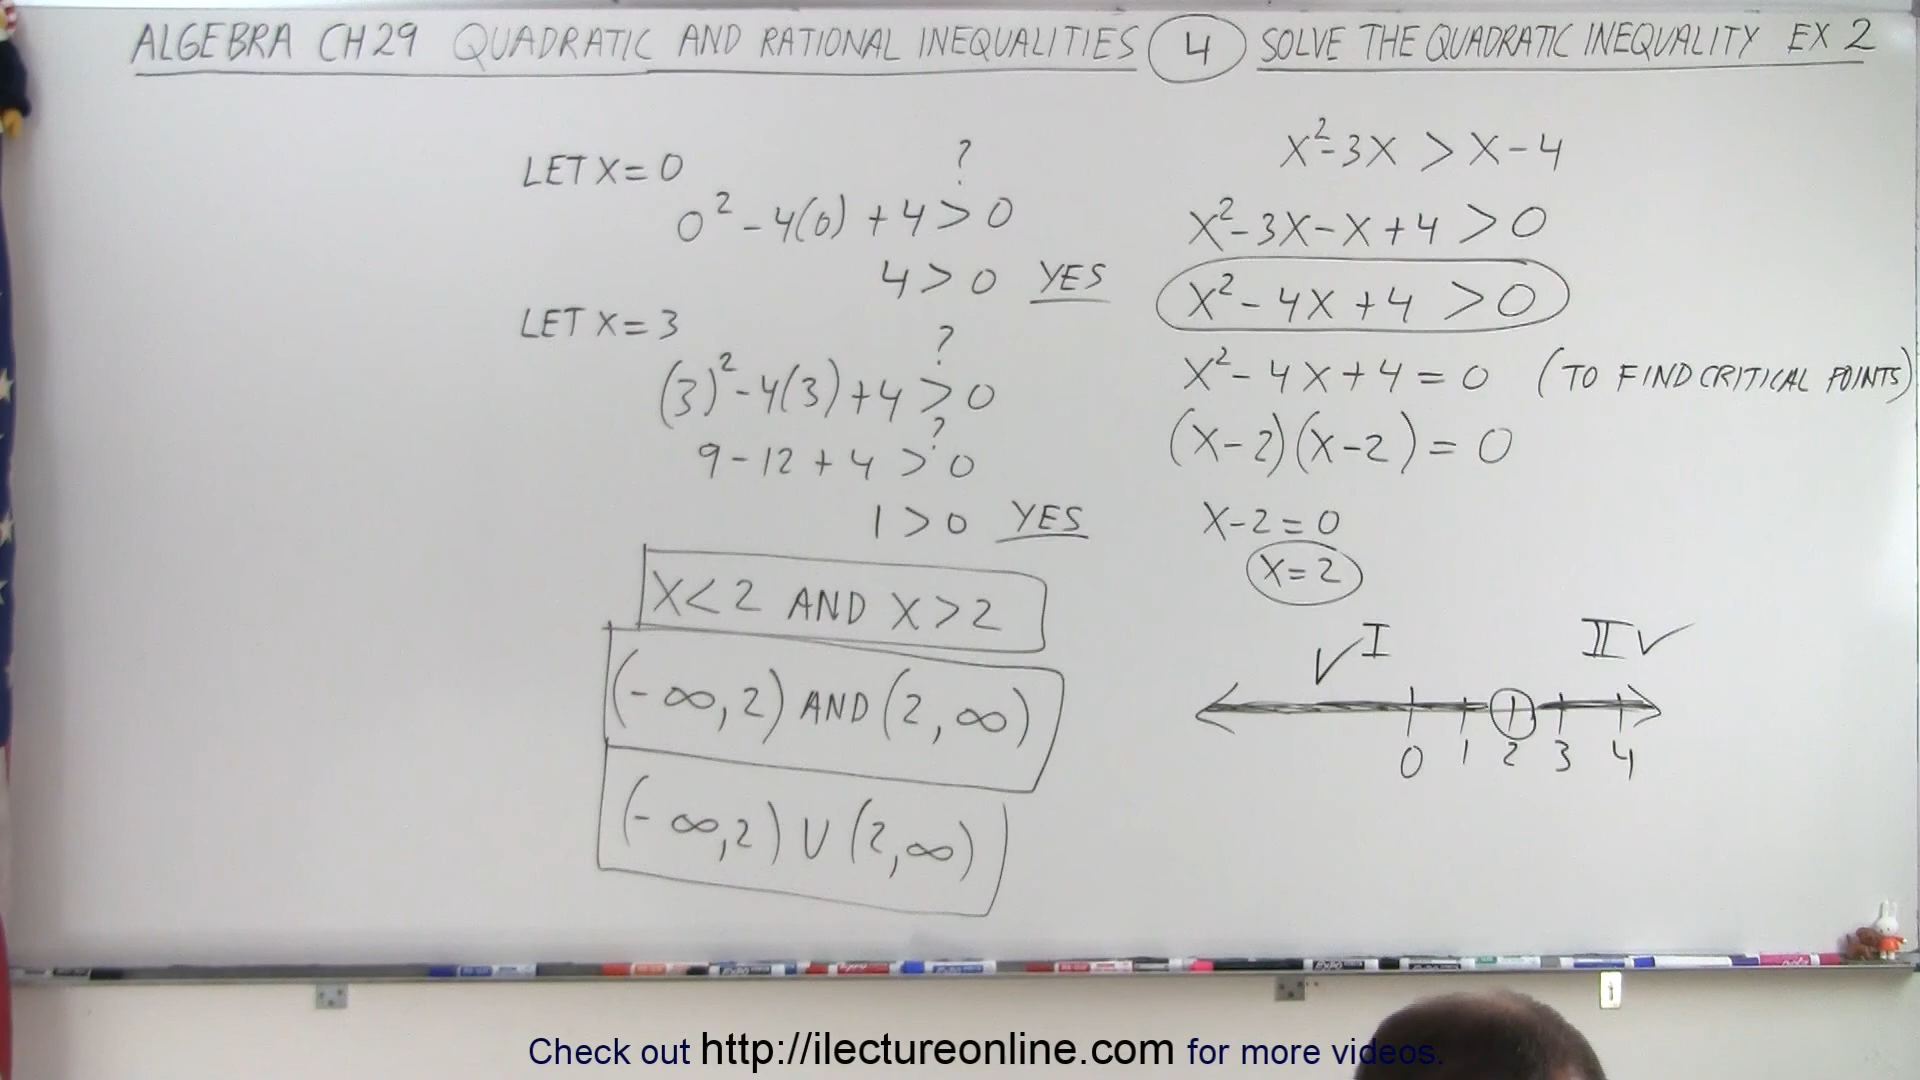 ALGEBRA CH 29 QUADRATIC AND RATIONAL INEQUALITIES 4 SOLVE THE QUADRATIC INEQUALITY EX 2
X²-3X > X-4
X²-3X-X+4 > 0
X²-4X+4 > 0
X²-4X+4 = 0 (TO FIND CRITICAL POINTS)
(X-2)(X-2) = 0
X-2 = 0
X=2
✓ I II ✓
0 1 2 3 4
LET X = 0
?
0² - 4(0) + 4 > 0
4 > 0 YES
LET X = 3
?
(3)² - 4(3) + 4 > 0
?
9 - 12 + 4 > 0
1 > 0 YES
X < 2 AND X > 2
(-∞, 2) AND (2, ∞)
(-∞, 2) U (2, ∞)
Check out http://ilectureonline.com for more videos.